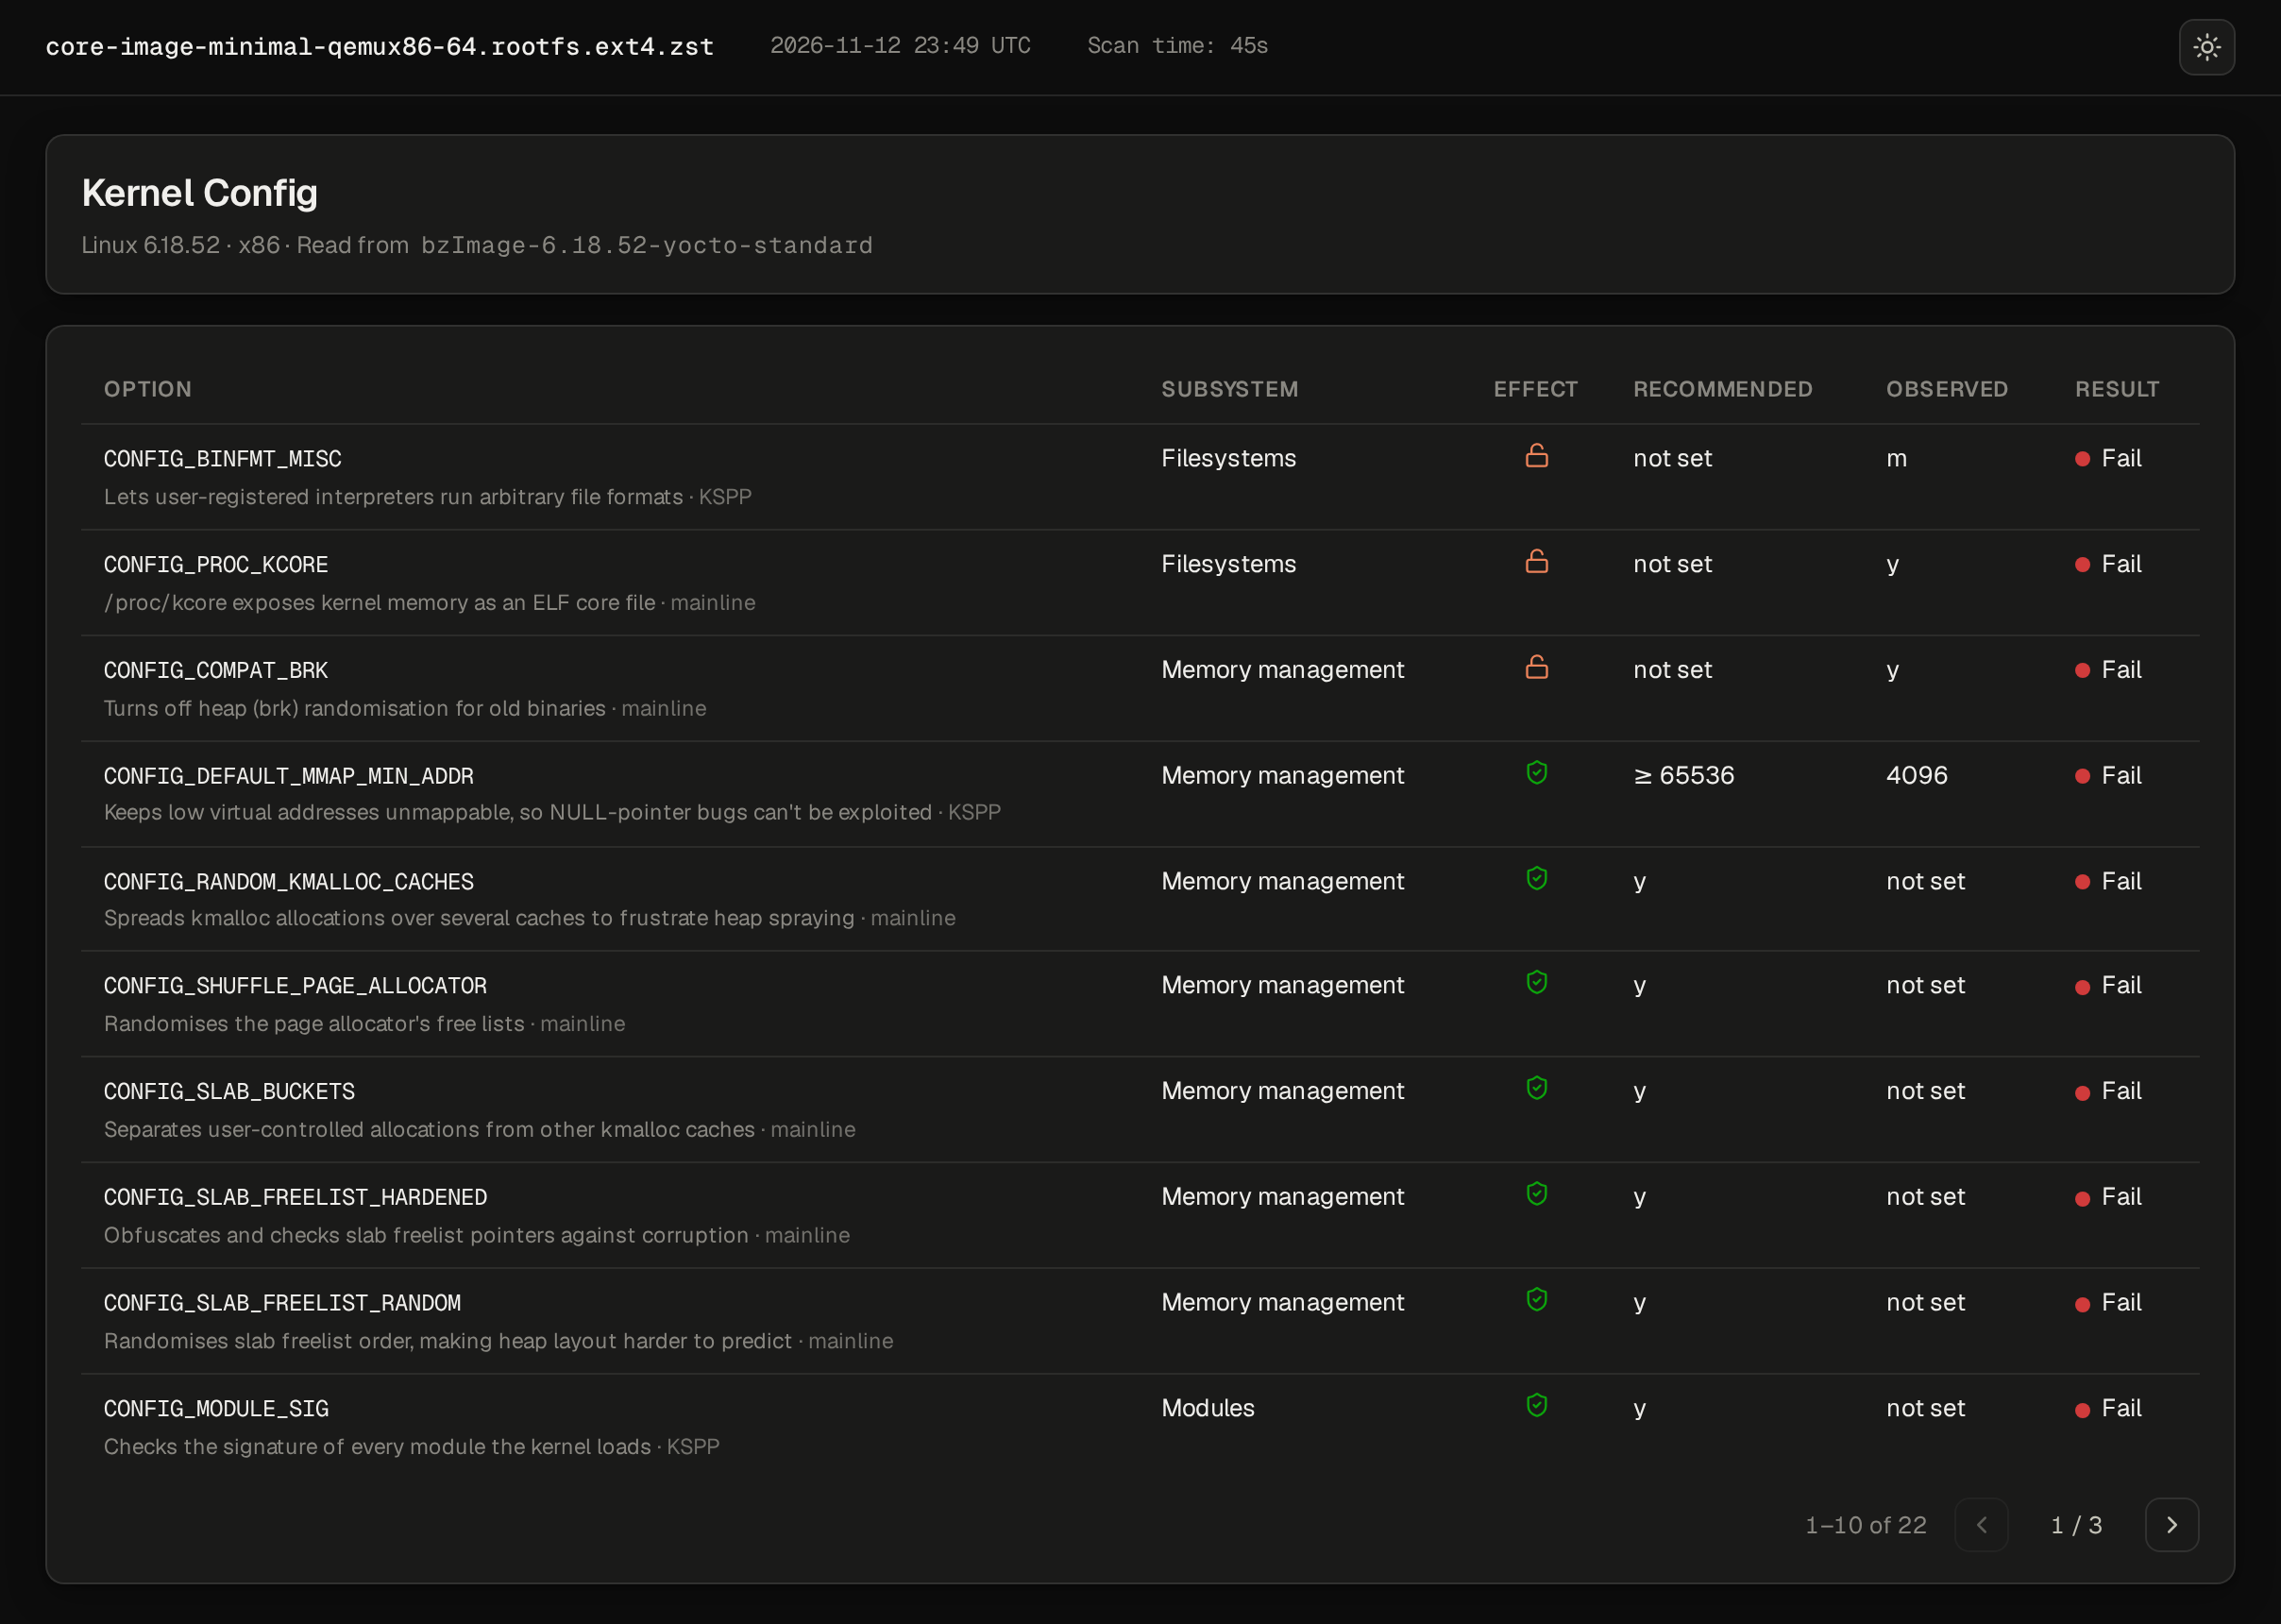 core-image-minimal-qemux86-64.rootfs.ext4.zst 2026-11-12 23:49 UTC Scan time: 45s
Kernel Config
Linux 6.18.52 · x86 · Read from bzImage-6.18.52-yocto-standard
OPTION SUBSYSTEM EFFECT RECOMMENDED OBSERVED RESULT
CONFIG_BINFMT_MISC Filesystems not set m Fail
Lets user-registered interpreters run arbitrary file formats · KSPP
CONFIG_PROC_KCORE Filesystems not set y Fail
/proc/kcore exposes kernel memory as an ELF core file · mainline
CONFIG_COMPAT_BRK Memory management not set y Fail
Turns off heap (brk) randomisation for old binaries · mainline
CONFIG_DEFAULT_MMAP_MIN_ADDR Memory management ≥ 65536 4096 Fail
Keeps low virtual addresses unmappable, so NULL-pointer bugs can't be exploited · KSPP
CONFIG_RANDOM_KMALLOC_CACHES Memory management y not set Fail
Spreads kmalloc allocations over several caches to frustrate heap spraying · mainline
CONFIG_SHUFFLE_PAGE_ALLOCATOR Memory management y not set Fail
Randomises the page allocator's free lists · mainline
CONFIG_SLAB_BUCKETS Memory management y not set Fail
Separates user-controlled allocations from other kmalloc caches · mainline
CONFIG_SLAB_FREELIST_HARDENED Memory management y not set Fail
Obfuscates and checks slab freelist pointers against corruption · mainline
CONFIG_SLAB_FREELIST_RANDOM Memory management y not set Fail
Randomises slab freelist order, making heap layout harder to predict · mainline
CONFIG_MODULE_SIG Modules y not set Fail
Checks the signature of every module the kernel loads · KSPP
1–10 of 22 1 / 3